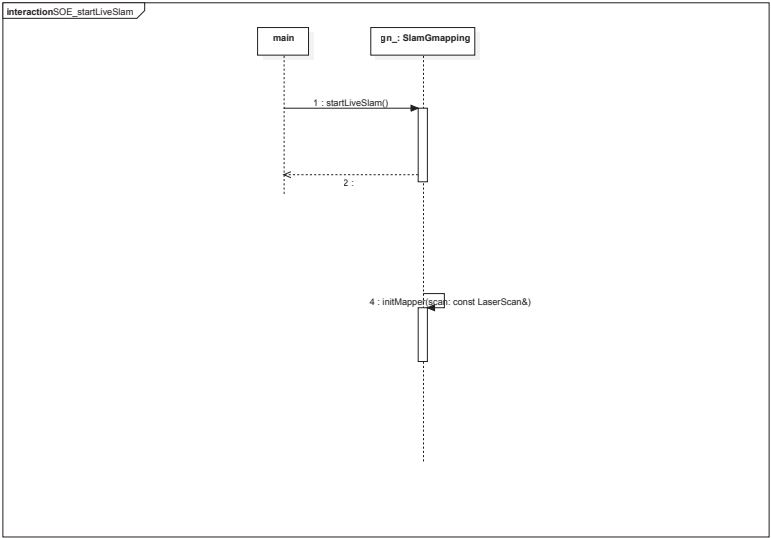 interactionSOE_startLiveSlam
main
gn_: SlamGmapping
1 : startLiveSlam()
2 :
4 : initMapper(scan: const LaserScan&)